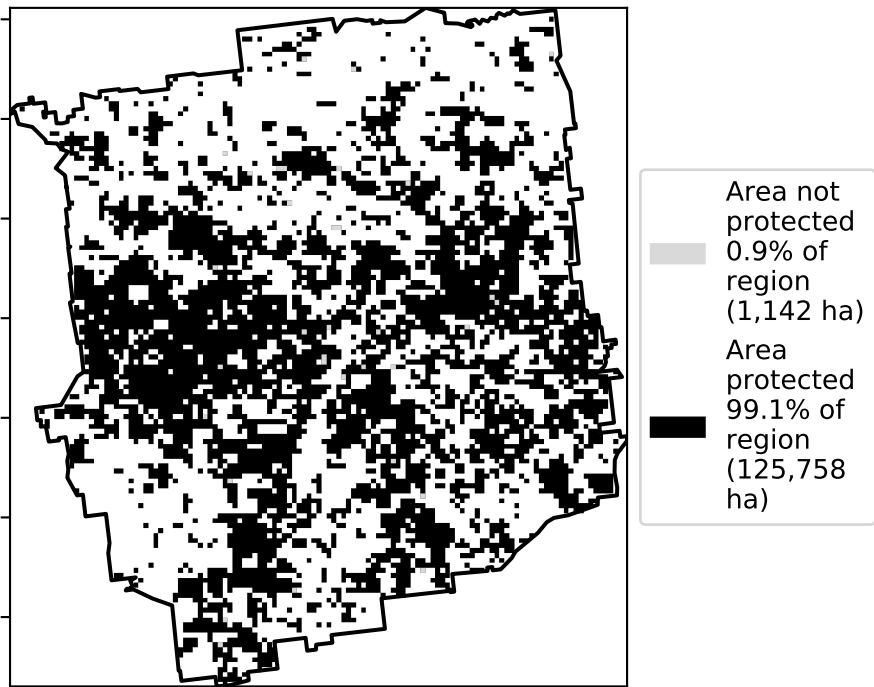 Area not
protected
0.9% of
region
(1,142 ha)
Area
protected
99.1% of
region
(125,758
ha)